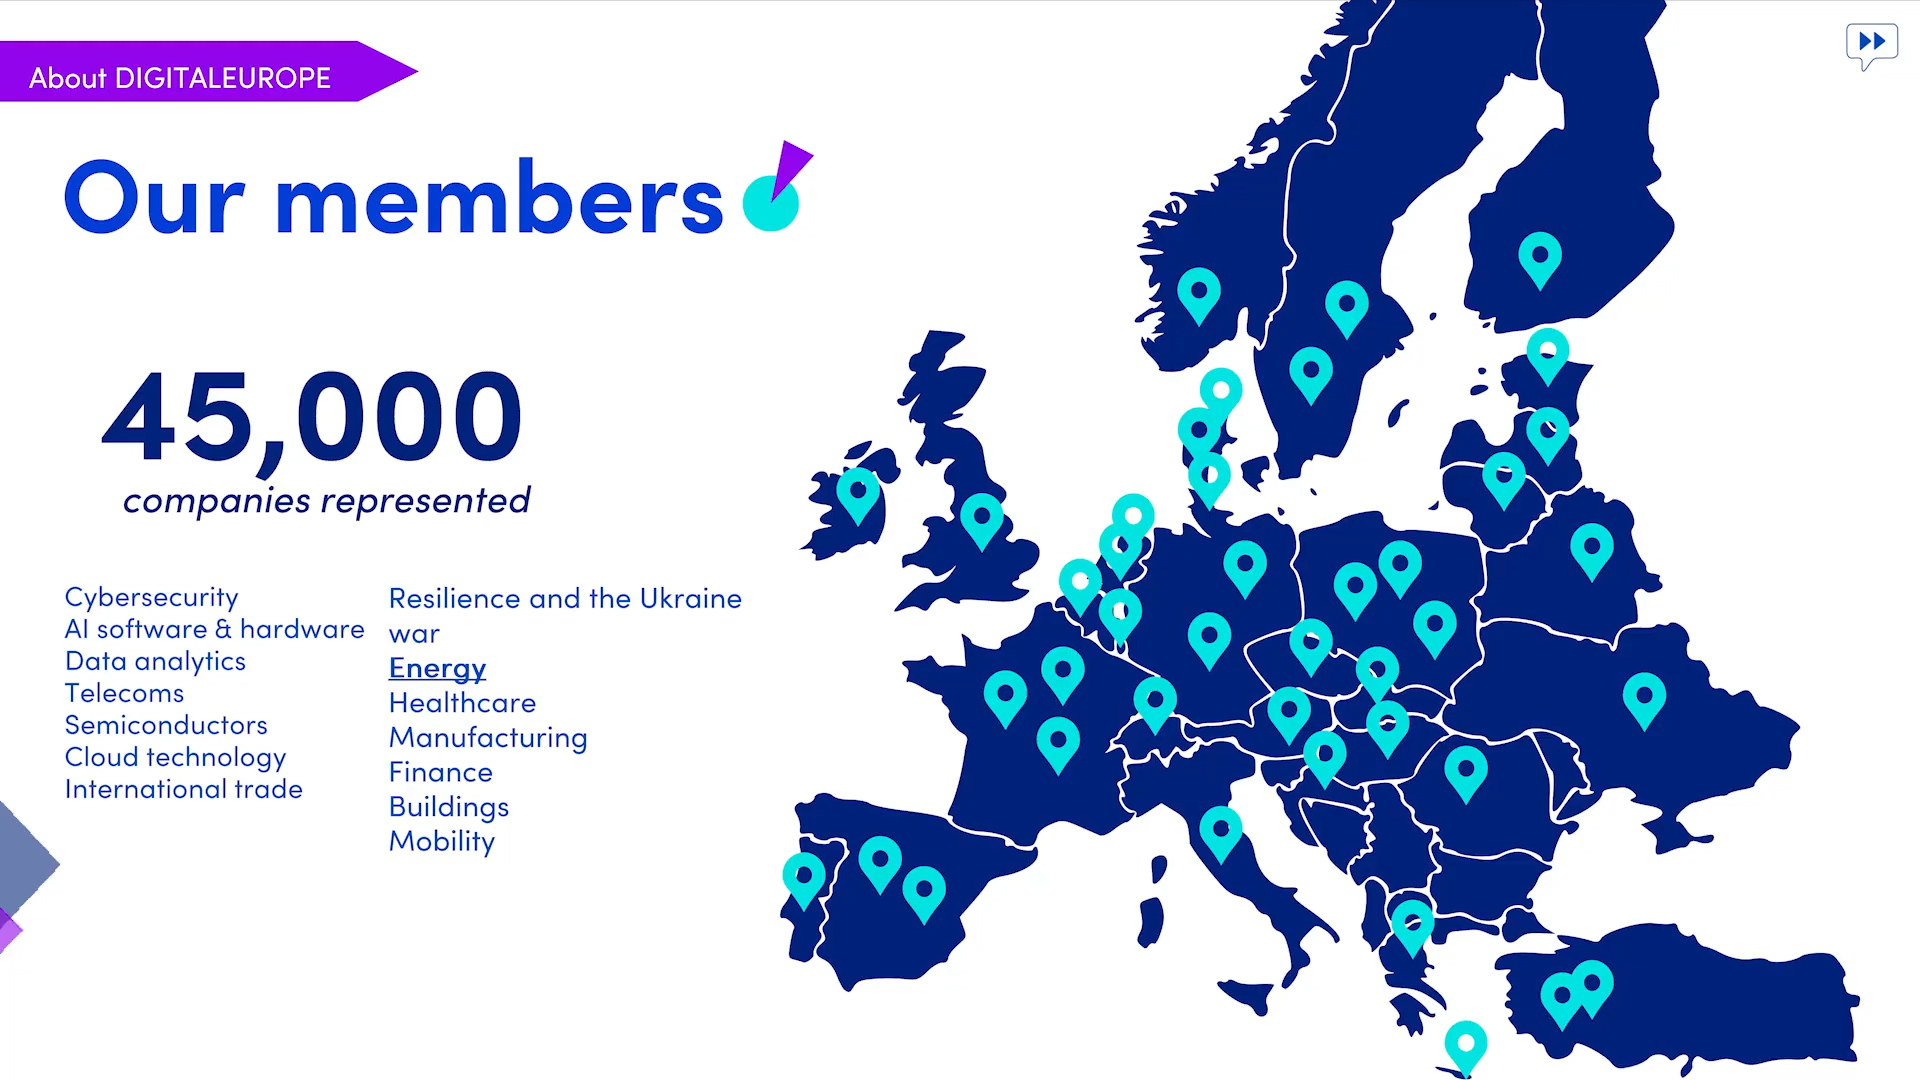 About DIGITALEUROPE
Our members
45,000
companies represented
Cybersecurity
AI software & hardware
Data analytics
Telecoms
Semiconductors
Cloud technology
International trade
Resilience and the Ukraine
war
Energy
Healthcare
Manufacturing
Finance
Buildings
Mobility